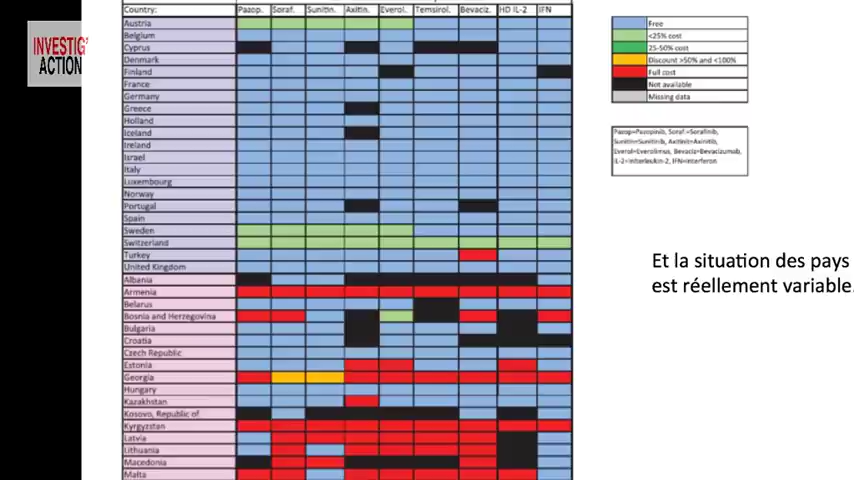 INVESTIG'
ACTION
Country:
Pazop.
Soraf.
Sunitin.
Axitin.
Everol.
Temsirol.
Bevaciz.
HD IL-2
IFN
Austria
Belgium
Cyprus
Denmark
Finland
France
Germany
Greece
Holland
Iceland
Ireland
Israel
Italy
Luxembourg
Norway
Portugal
Spain
Sweden
Switzerland
Turkey
United Kingdom
Albania
Armenia
Belarus
Bosnia and Herzegovina
Bulgaria
Croatia
Czech Republic
Estonia
Georgia
Hungary
Kazakhstan
Kosovo, Republic of
Kyrgyzstan
Latvia
Lithuania
Macedonia
Malta
Free
<25% cost
25-50% cost
Discount >50% and <100%
Full cost
Not available
Missing data
Et la situation des pays
est réellement variable.